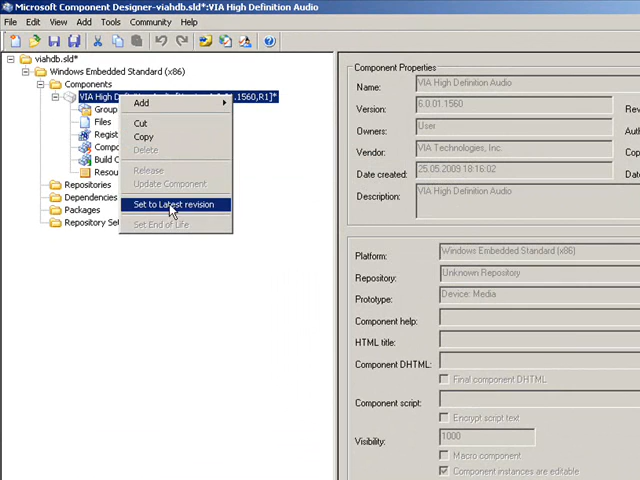 Microsoft Component Designer-viahdb.sld*:VIA High Definition Audio
File Edit View Add Tools Community Help
viahdb.sld*
Windows Embedded Standard (x86)
Components
VIA High D .1560,R1]*
Group
Files
Regist
Compo
Build C
Resou
Repositories
Dependencies
Packages
Repository Set
Add
Cut
Copy
Delete
Release
Update Component
Set to Latest revision
Set End of Life
Component Properties
Name: VIA High Definition Audio
Version: 6.0.01.1560
Owners: User Autho
Vendor: VIA Technologies, Inc. Copy
Date created: 25.05.2009 18:16:02 Date
Description: VIA High Definition Audio
Platform: Windows Embedded Standard (x86)
Repository: Unknown Repository
Prototype: Device: Media
Component help:
HTML title:
Component DHTML:
Final component DHTML
Component script:
Encrypt script text
Visibility: 1000
Macro component
Component instances are editable